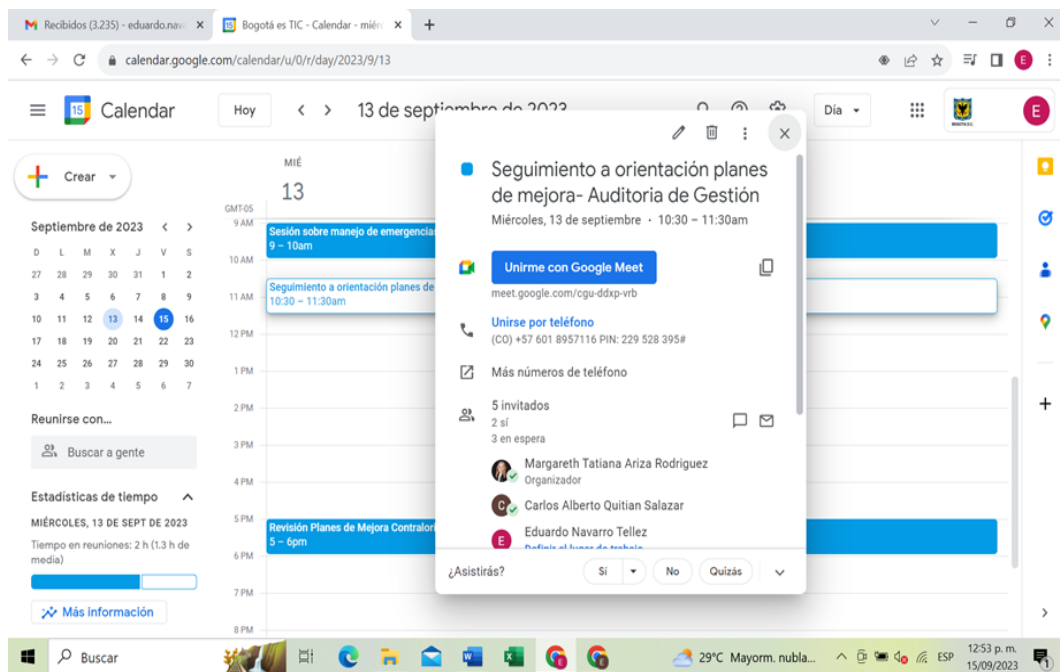 Recibidos (3.235) - eduardo.nava
Bogotá es TIC - Calendar - miérc
calendar.google.com/calendar/u/0/r/day/2023/9/13
E
15
Calendar
Hoy
13 de septiembre de 2023
Día
E
Crear
Septiembre de 2023
D L M X J V S
27 28 29 30 31 1 2
3 4 5 6 7 8 9
10 11 12 13 14 15 16
17 18 19 20 21 22 23
24 25 26 27 28 29 30
1 2 3 4 5 6 7
Reunirse con...
Buscar a gente
Estadísticas de tiempo
MIÉRCOLES, 13 DE SEPT DE 2023
Tiempo en reuniones: 2 h (1.3 h de
media)
Más información
MIÉ
13
GMT-05
9 AM
Sesión sobre manejo de emergencia
9 – 10am
10 AM
Seguimiento a orientación planes de
10:30 – 11:30am
11 AM
12 PM
1 PM
2 PM
3 PM
4 PM
5 PM
Revisión Planes de Mejora Contralor
5 – 6pm
6 PM
7 PM
8 PM
Seguimiento a orientación planes
de mejora- Auditoria de Gestión
Miércoles, 13 de septiembre · 10:30 – 11:30am
Unirme con Google Meet
meet.google.com/cgu-ddxp-vrb
Unirse por teléfono
(CO) +57 601 8957116 PIN: 229 528 395#
Más números de teléfono
5 invitados
2 sí
3 en espera
Margareth Tatiana Ariza Rodriguez
Organizador
C
Carlos Alberto Quitian Salazar
E
Eduardo Navarro Tellez
Definir el lugar de trabajo
¿Asistirás?
Sí
No
Quizás
Buscar
29°C Mayorm. nubla...
ESP
12:53 p. m.
15/09/2023